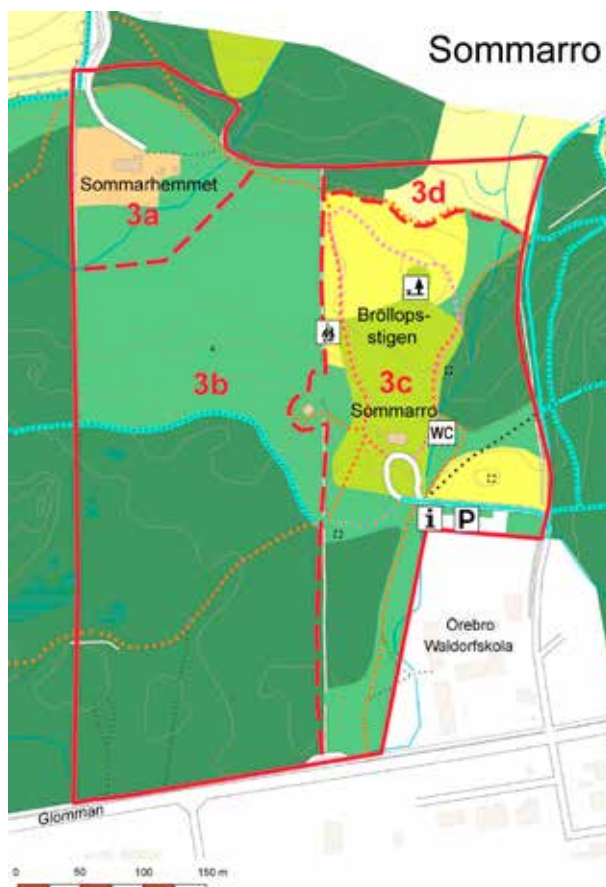 Sommarro
Sommarhemmet
3a
3d
Bröllops-
stigen
3b
3c
Sommarro
WC
i P
Örebro
Waldorfskola
Glomman
0 50 100 150 m